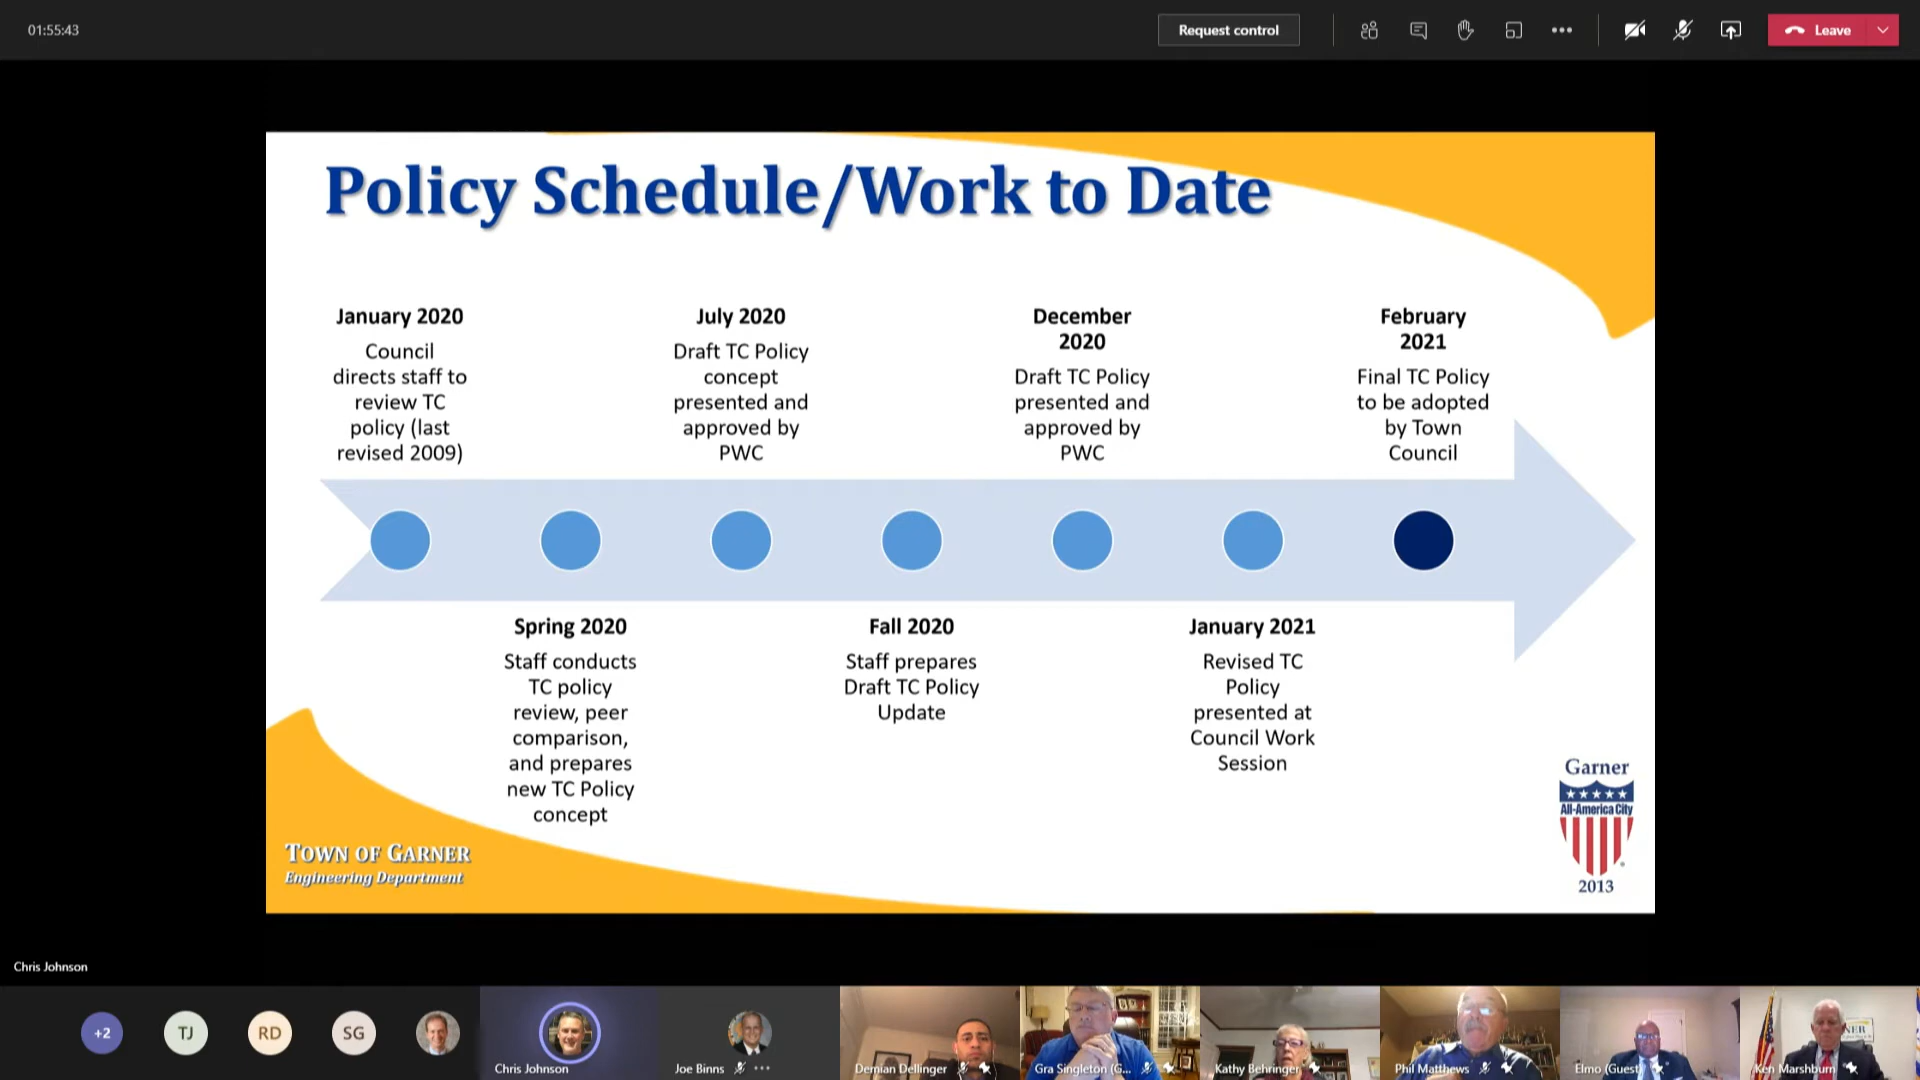 01:55:43
Request control
Leave
Policy Schedule/Work to Date
January 2020
Council
directs staff to
review TC
policy (last
revised 2009)
July 2020
Draft TC Policy
concept
presented and
approved by
PWC
December
2020
Draft TC Policy
presented and
approved by
PWC
February
2021
Final TC Policy
to be adopted
by Town
Council
Spring 2020
Staff conducts
TC policy
review, peer
comparison,
and prepares
new TC Policy
concept
Fall 2020
Staff prepares
Draft TC Policy
Update
January 2021
Revised TC
Policy
presented at
Council Work
Session
Garner
All-America City
®
2013
TOWN OF GARNER
Engineering Department
Chris Johnson
+2
TJ
RD
SG
Chris Johnson
Joe Binns
Demian Dellinger
Gra Singleton (G...
Kathy Behringer
Phil Matthews
Elmo (Guest)
Ken Marshburn